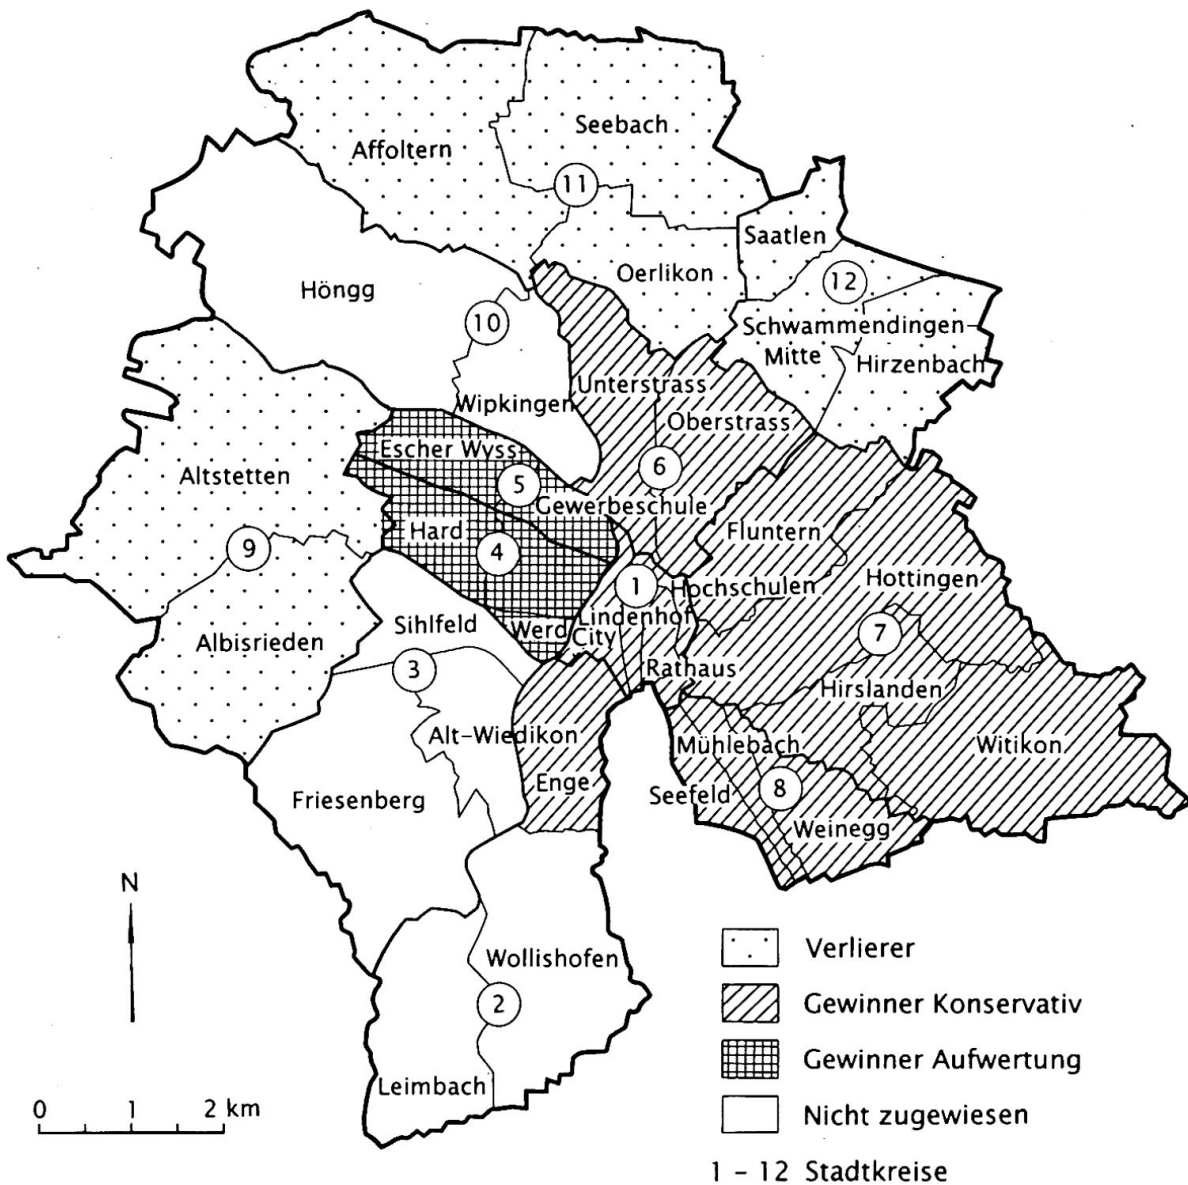 Seebach
Affoltern
11
Saatlen
Oerlikon
12
Höngg
10
Schwammendingen
Mitte
Hirzenbach
Unterstrass
Wipkingen
Oberstrass
Escher Wyss
6
Altstetten
5
Gewerbeschule
Hard
Fluntern
9
4
1
Hochschulen
Hottingen
Lindenhof
Sihlfeld
Werd
City
7
Albisrieden
3
Rathaus
Hirslanden
Alt-Wiedikon
Mühlebach
Witikon
Enge
Seefeld
8
Friesenberg
Weinegg
N
Wollishofen
2
Leimbach
0 1 2 km
Verlierer
Gewinner Konservativ
Gewinner Aufwertung
Nicht zugewiesen
1 – 12 Stadtkreise